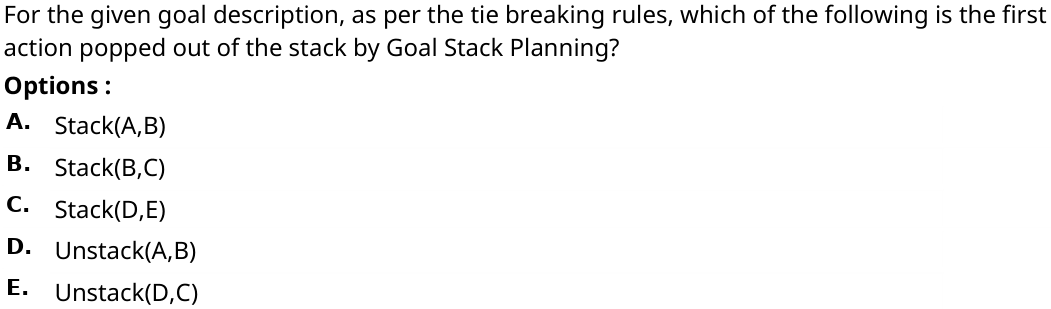 For the given goal description, as per the tie breaking rules, which of the following is the first
action popped out of the stack by Goal Stack Planning?
Options :
A. Stack(A,B)
B. Stack(B,C)
C. Stack(D,E)
D. Unstack(A,B)
E. Unstack(D,C)